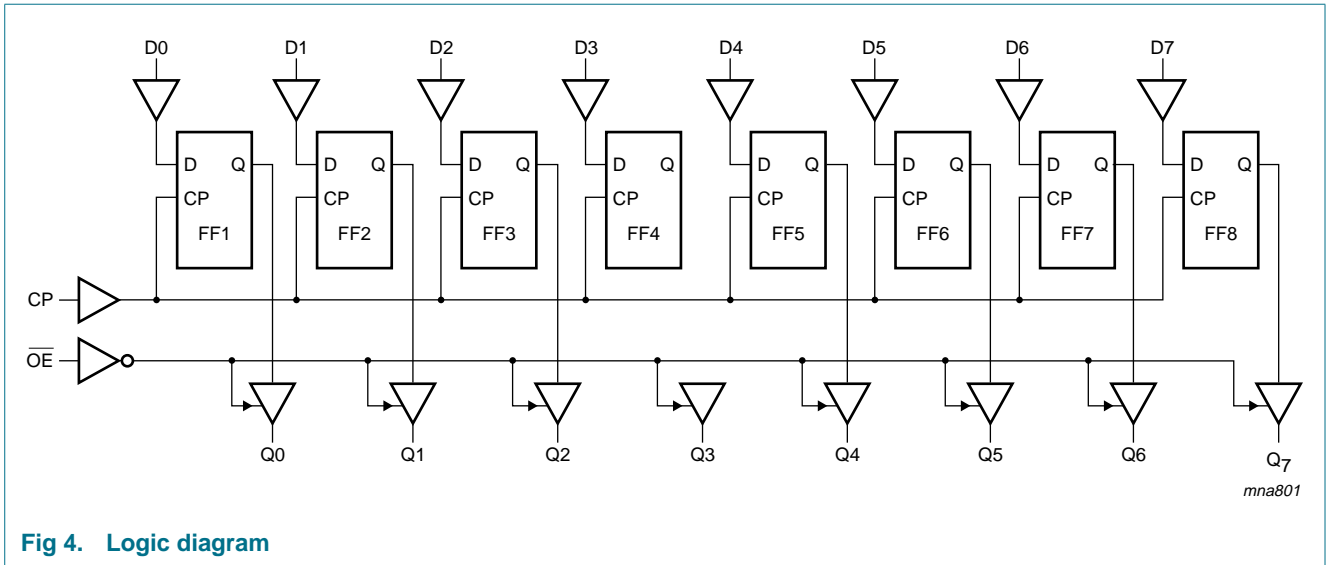 D0 D1 D2 D3 D4 D5 D6 D7
D Q D Q D Q D Q D Q D Q D Q D Q
CP CP CP CP CP CP CP CP
FF1 FF2 FF3 FF4 FF5 FF6 FF7 FF8
CP
O̅E̅
Q0 Q1 Q2 Q3 Q4 Q5 Q6 Q7
mna801
Fig 4. Logic diagram